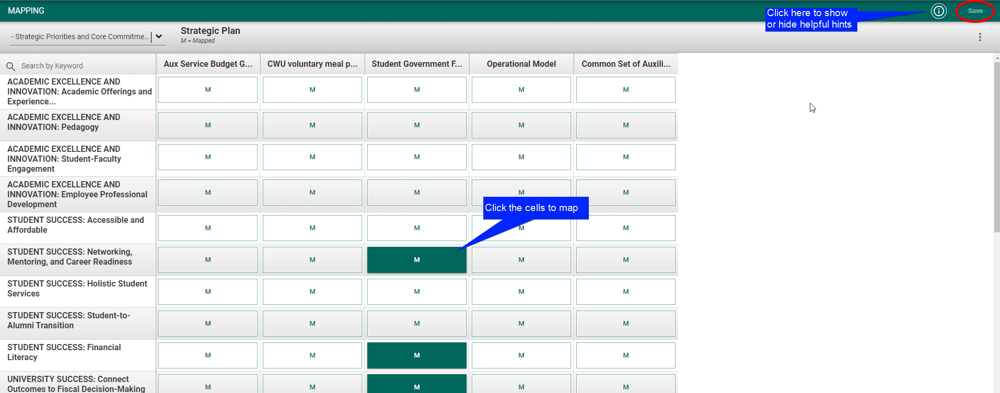 MAPPING
Click here to show
or hide helpful hints
Save
- Strategic Priorities and Core Commitme...
Strategic Plan
M = Mapped
Search by Keyword
Aux Service Budget G...
CWU voluntary meal p...
Student Government F...
Operational Model
Common Set of Auxili...
ACADEMIC EXCELLENCE AND
INNOVATION: Academic Offerings and
Experience...
M M M M M
ACADEMIC EXCELLENCE AND
INNOVATION: Pedagogy
M M M M M
ACADEMIC EXCELLENCE AND
INNOVATION: Student-Faculty
Engagement
M M M M M
ACADEMIC EXCELLENCE AND
INNOVATION: Employee Professional
Development
M M M M M
Click the cells to map
STUDENT SUCCESS: Accessible and
Affordable
M M M M M
STUDENT SUCCESS: Networking,
Mentoring, and Career Readiness
M M M M M
STUDENT SUCCESS: Holistic Student
Services
M M M M M
STUDENT SUCCESS: Student-to-
Alumni Transition
M M M M M
STUDENT SUCCESS: Financial
Literacy
M M M M M
UNIVERSITY SUCCESS: Connect
Outcomes to Fiscal Decision-Making
M M M M M